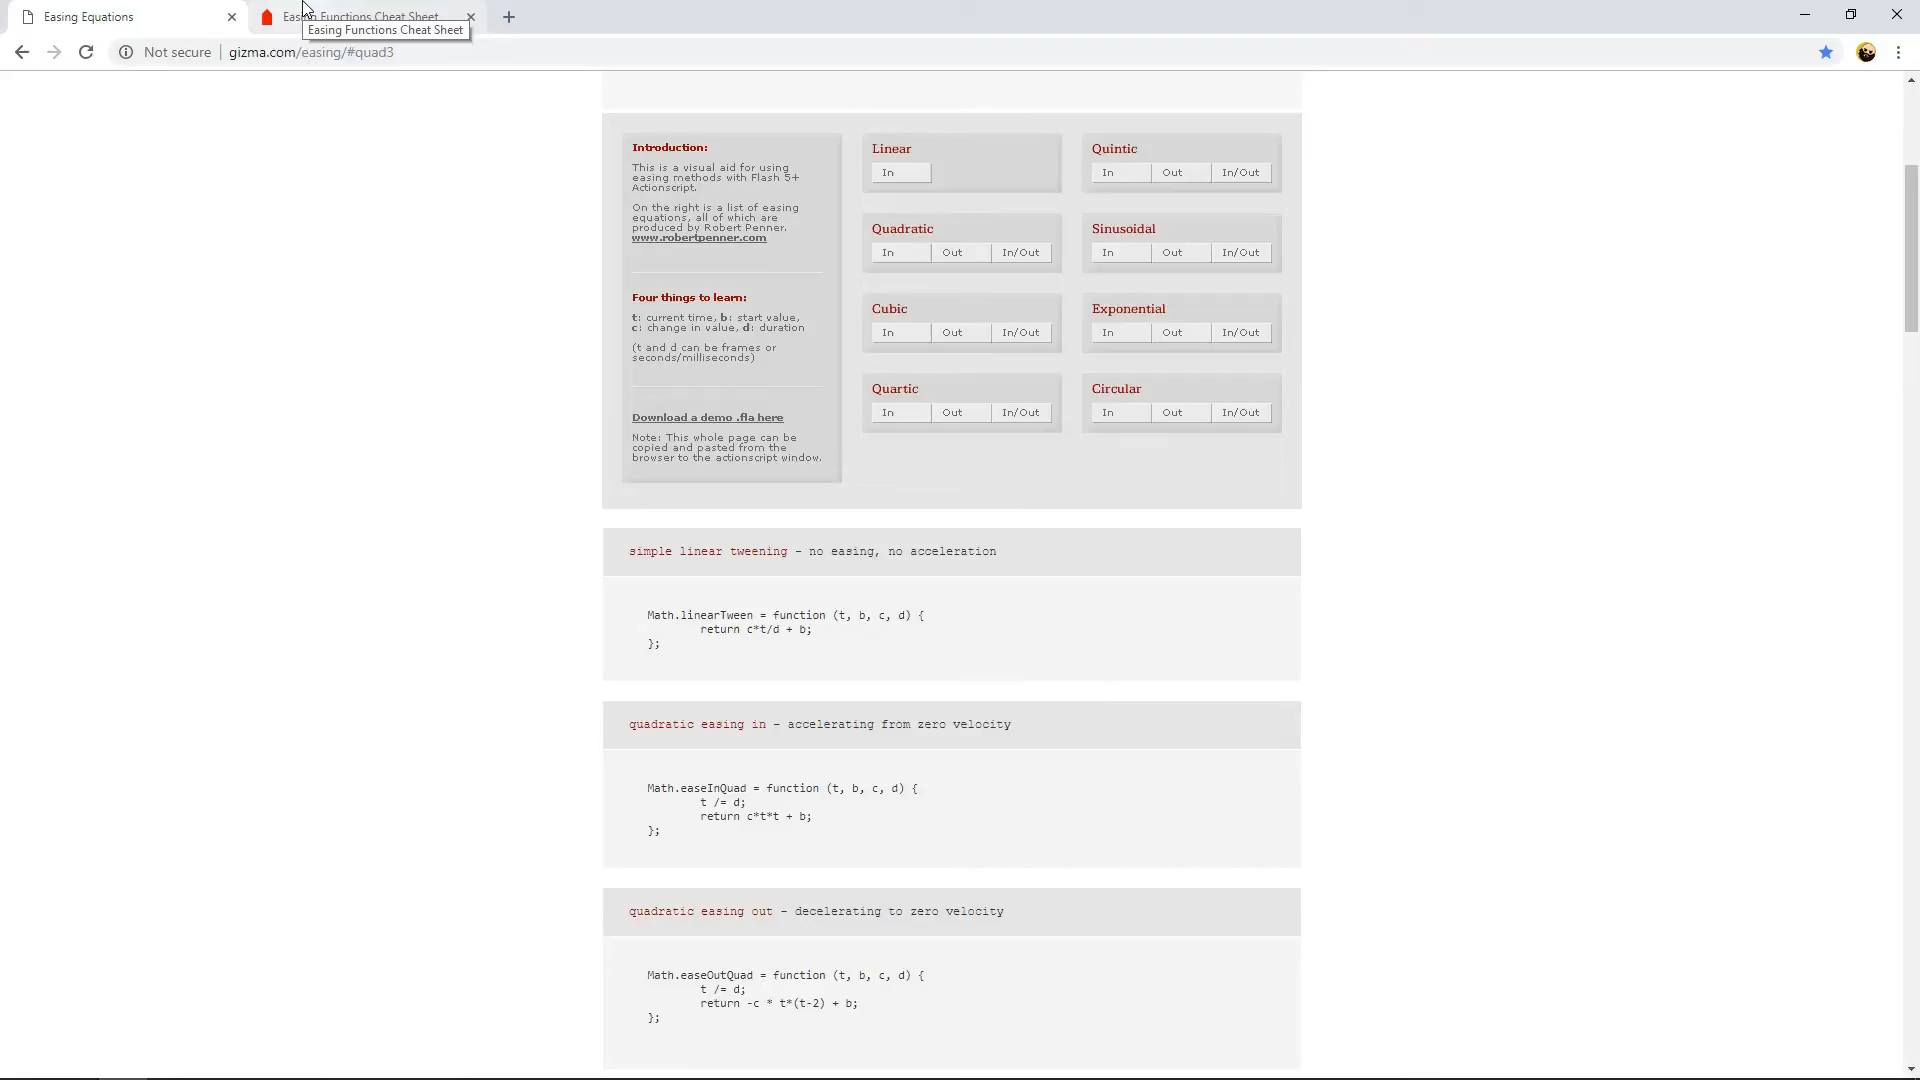 Easing Equations
Easing Functions Cheat Sheet
Easing Functions Cheat Sheet
Not secure
gizma.com/easing/#quad3
Introduction:
This is a visual aid for using
easing methods with Flash 5+
Actionscript.
On the right is a list of easing
equations, all of which are
produced by Robert Penner.
www.robertpenner.com
Four things to learn:
t: current time, b: start value,
c: change in value, d: duration
(t and d can be frames or
seconds/milliseconds)
Download a demo .fla here
Note: This whole page can be
copied and pasted from the
browser to the actionscript window.
Linear
In
Quadratic
In Out In/Out
Cubic
In Out In/Out
Quartic
In Out In/Out
Quintic
In Out In/Out
Sinusoidal
In Out In/Out
Exponential
In Out In/Out
Circular
In Out In/Out
simple linear tweening - no easing, no acceleration
Math.linearTween = function (t, b, c, d) {
return c*t/d + b;
};
quadratic easing in - accelerating from zero velocity
Math.easeInQuad = function (t, b, c, d) {
t /= d;
return c*t*t + b;
};
quadratic easing out - decelerating to zero velocity
Math.easeOutQuad = function (t, b, c, d) {
t /= d;
return -c * t*(t-2) + b;
};